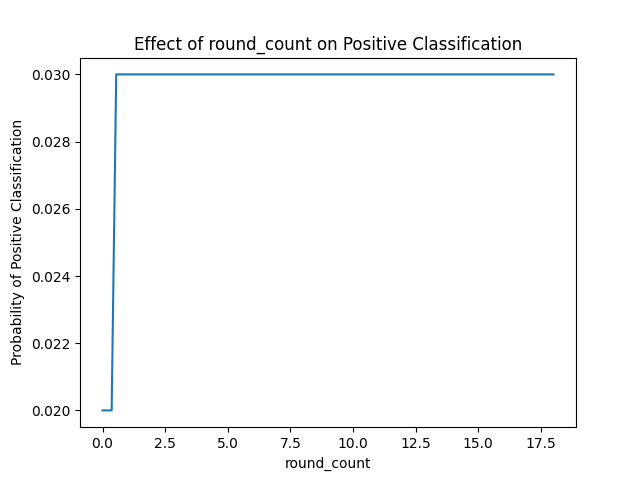 Effect of round_count on Positive Classification
Probability of Positive Classification
0.030
0.028
0.026
0.024
0.022
0.020
0.0 2.5 5.0 7.5 10.0 12.5 15.0 17.5
round_count